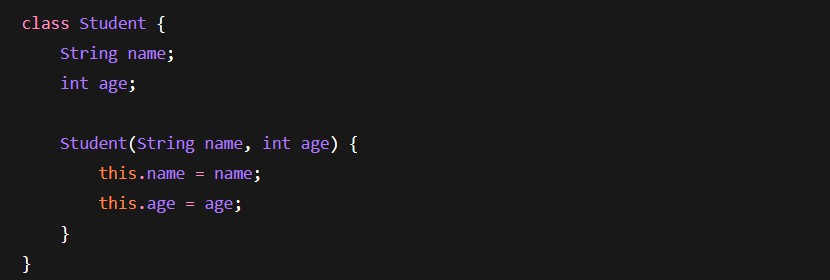 class Student {
    String name;
    int age;

    Student(String name, int age) {
        this.name = name;
        this.age = age;
    }
}